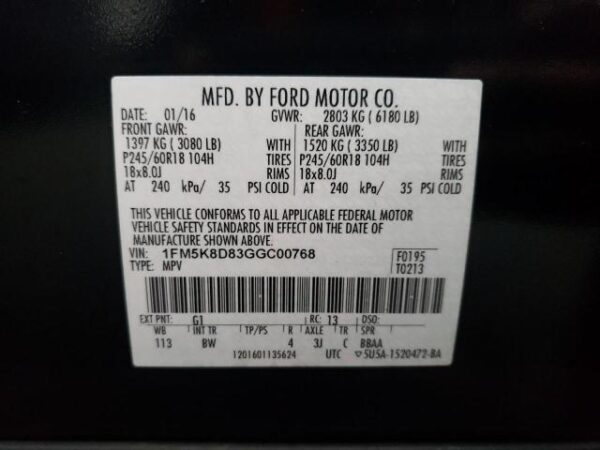 MFD. BY FORD MOTOR CO.
DATE: 01/16 GVWR: 2803 KG ( 6180 LB)
FRONT GAWR: REAR GAWR:
1397 KG ( 3080 LB) WITH 1520 KG ( 3350 LB) WITH
P245/60R18 104H TIRES P245/60R18 104H TIRES
18x8.0J RIMS 18x8.0J RIMS
AT 240 kPa/ 35 PSI COLD AT 240 kPa/ 35 PSI COLD
THIS VEHICLE CONFORMS TO ALL APPLICABLE FEDERAL MOTOR
VEHICLE SAFETY STANDARDS IN EFFECT ON THE DATE OF
MANUFACTURE SHOWN ABOVE.
VIN: 1FM5K8D83GGC00768 F0195
TYPE: MPV T0213
EXT PNT: G1 RC: 13 DSO:
WB INT TR TP/PS R AXLE TR SPR
113 BW 4 3J C BBAA
1201601135624 UTC ▽5U5A-1520472-BA